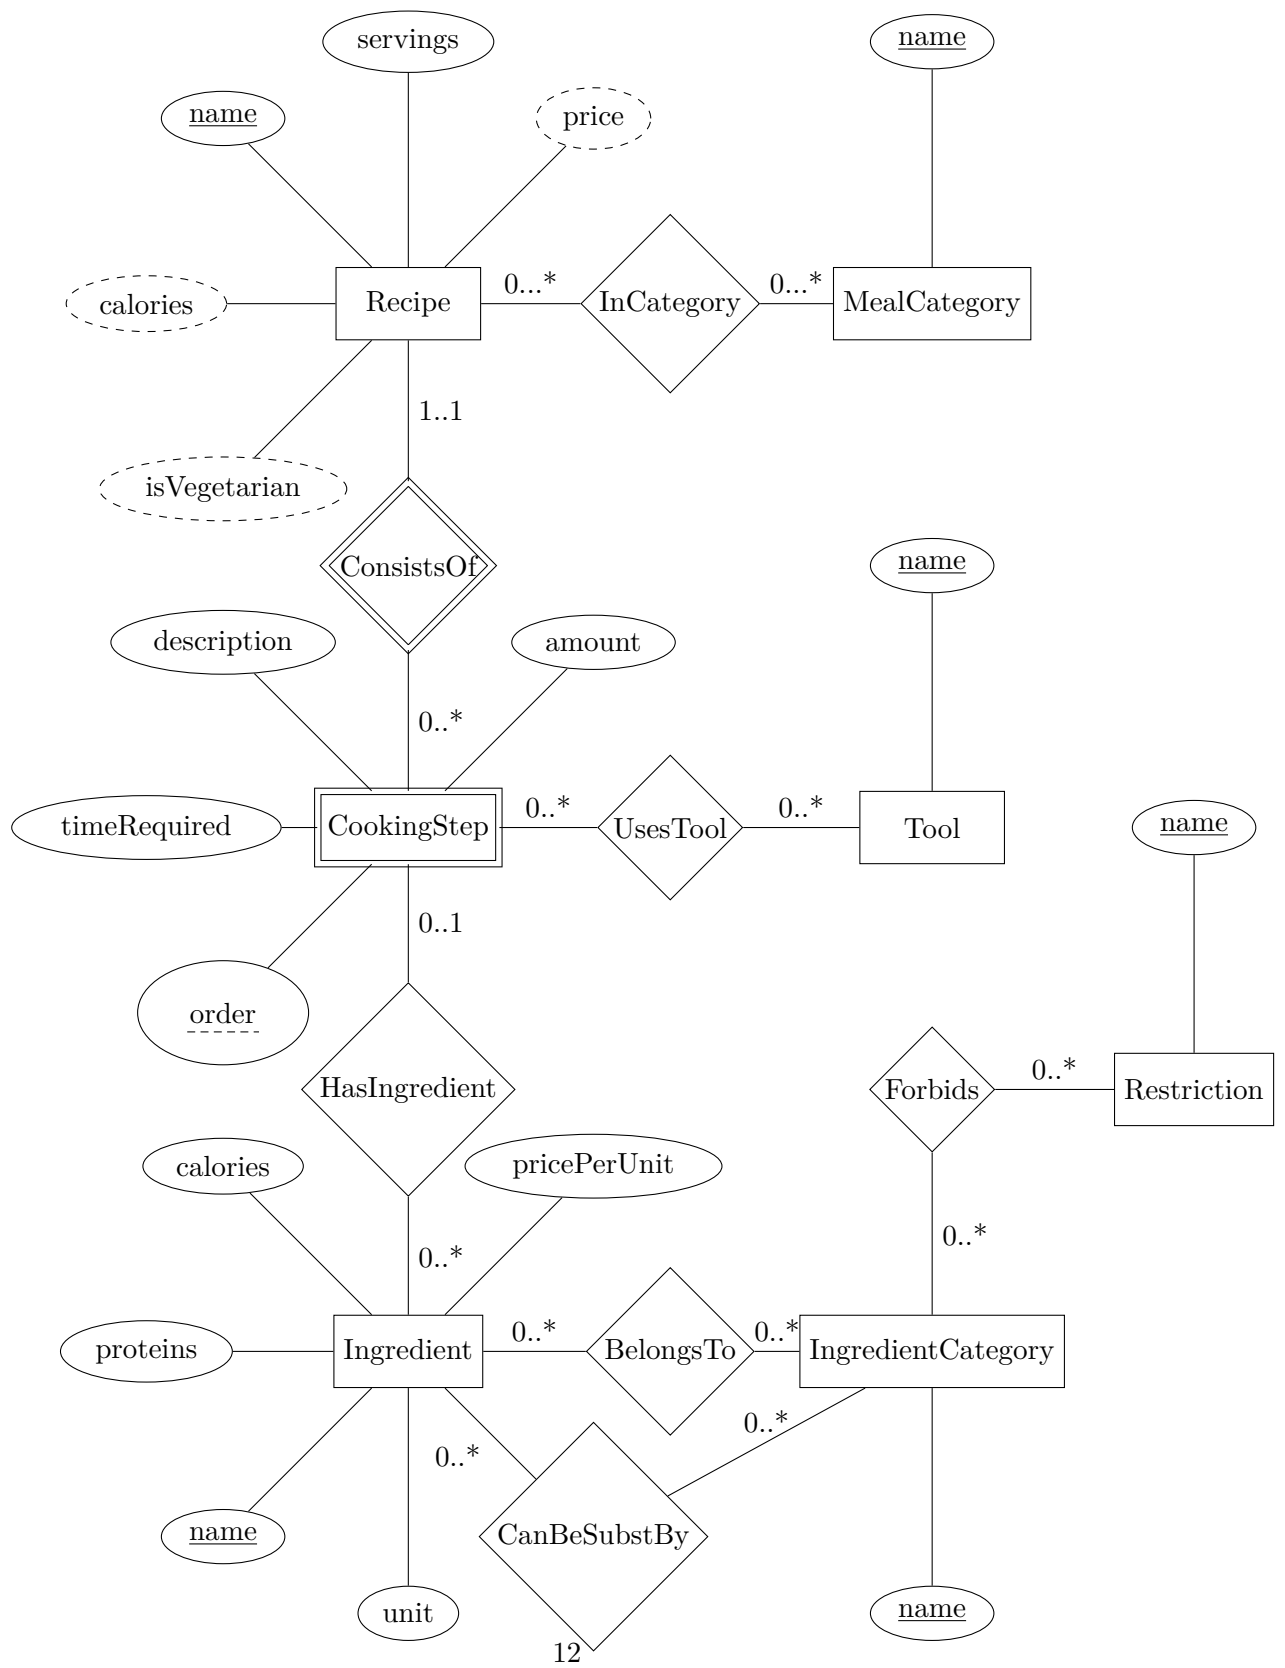 servings
name
name
price
calories
Recipe
0...*
InCategory
0...*
MealCategory
1..1
isVegetarian
ConsistsOf
name
description
amount
0..*
timeRequired
CookingStep
0..*
UsesTool
0..*
Tool
name
0..1
order
HasIngredient
Forbids
0..*
Restriction
calories
pricePerUnit
0..*
0..*
proteins
Ingredient
0..*
BelongsTo
0..*
IngredientCategory
0..*
0..*
name
CanBeSubstBy
unit
name
12